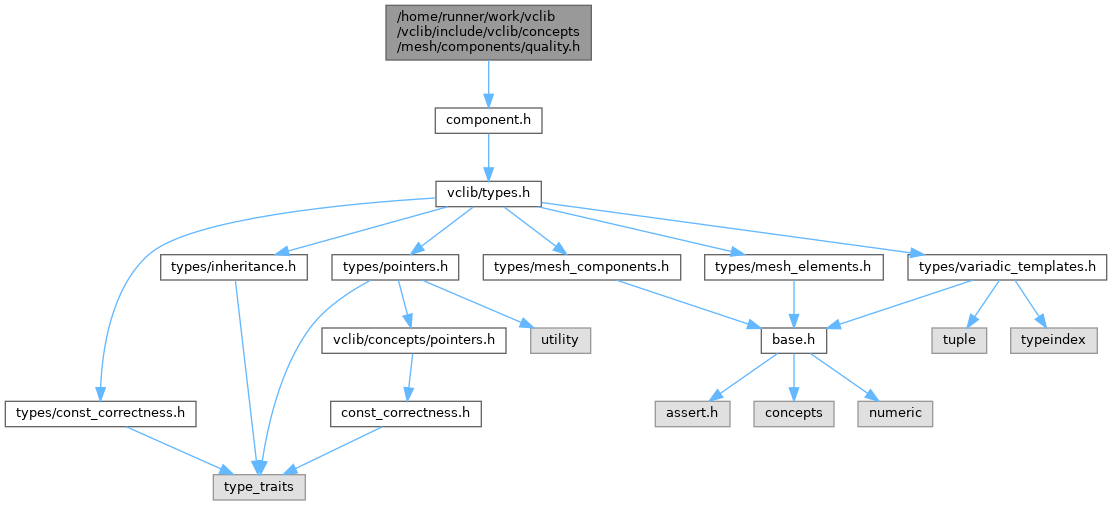 /home/runner/work/vclib
/vclib/include/vclib/concepts
/mesh/components/quality.h
component.h
vclib/types.h
types/inheritance.h
types/pointers.h
types/mesh_components.h
types/mesh_elements.h
types/variadic_templates.h
vclib/concepts/pointers.h
utility
base.h
tuple
typeindex
types/const_correctness.h
const_correctness.h
assert.h
concepts
numeric
type_traits